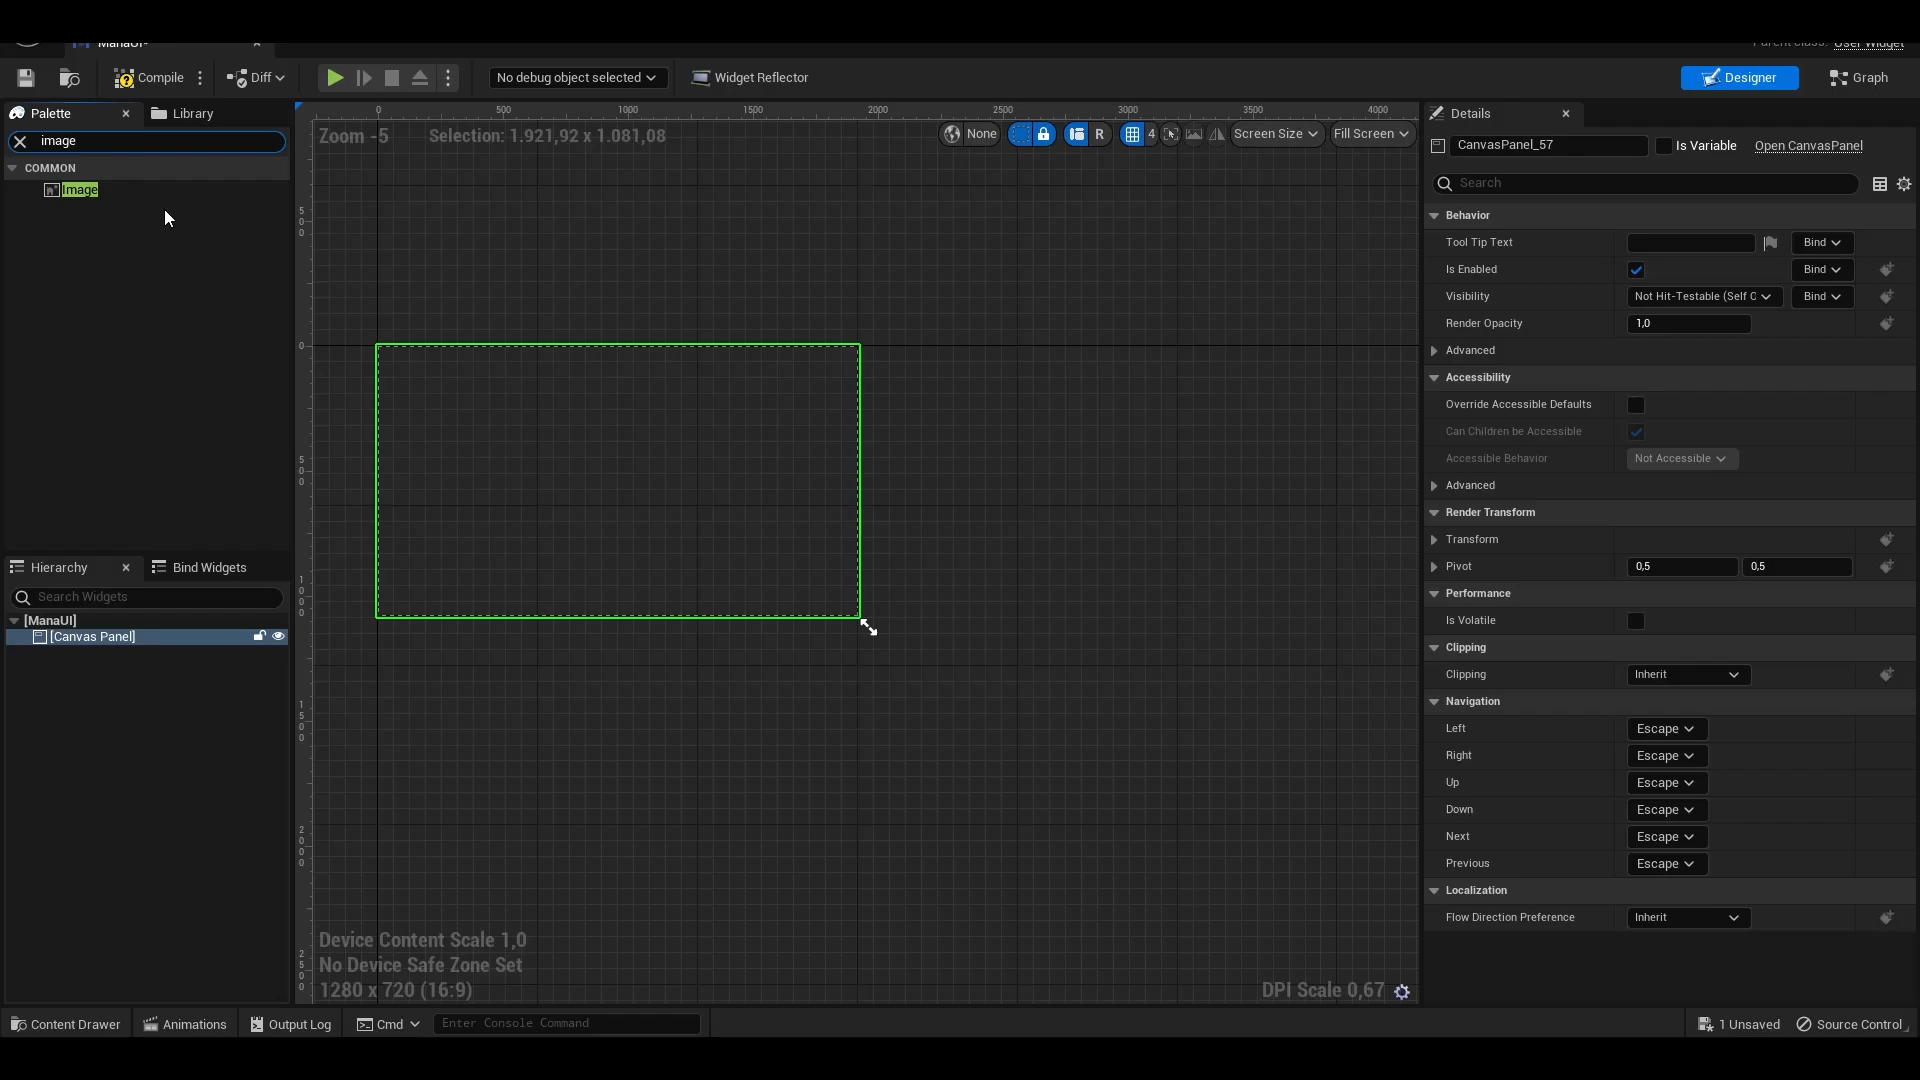 ManaUI*
Parent class: User Widget
Compile
Diff
No debug object selected
Widget Reflector
Designer
Graph
Palette
Library
image
COMMON
Image
Hierarchy
Bind Widgets
Search Widgets
[ManaUI]
[Canvas Panel]
0
500
1000
1500
2000
2500
3000
3500
4000
Zoom -5
Selection: 1.921,92 x 1.081,08
None
R
4
Screen Size
Fill Screen
500
0
500
1000
1500
2000
2500
Device Content Scale 1,0
No Device Safe Zone Set
1280 x 720 (16:9)
DPI Scale 0,67
Details
CanvasPanel_57
Is Variable
Open CanvasPanel
Search
Behavior
Tool Tip Text
Bind
Is Enabled
Bind
Visibility
Not Hit-Testable (Self O
Bind
Render Opacity
1,0
Advanced
Accessibility
Override Accessible Defaults
Can Children be Accessible
Accessible Behavior
Not Accessible
Advanced
Render Transform
Transform
Pivot
0,5
0,5
Performance
Is Volatile
Clipping
Clipping
Inherit
Navigation
Left
Escape
Right
Escape
Up
Escape
Down
Escape
Next
Escape
Previous
Escape
Localization
Flow Direction Preference
Inherit
Content Drawer
Animations
Output Log
Cmd
Enter Console Command
1 Unsaved
Source Control